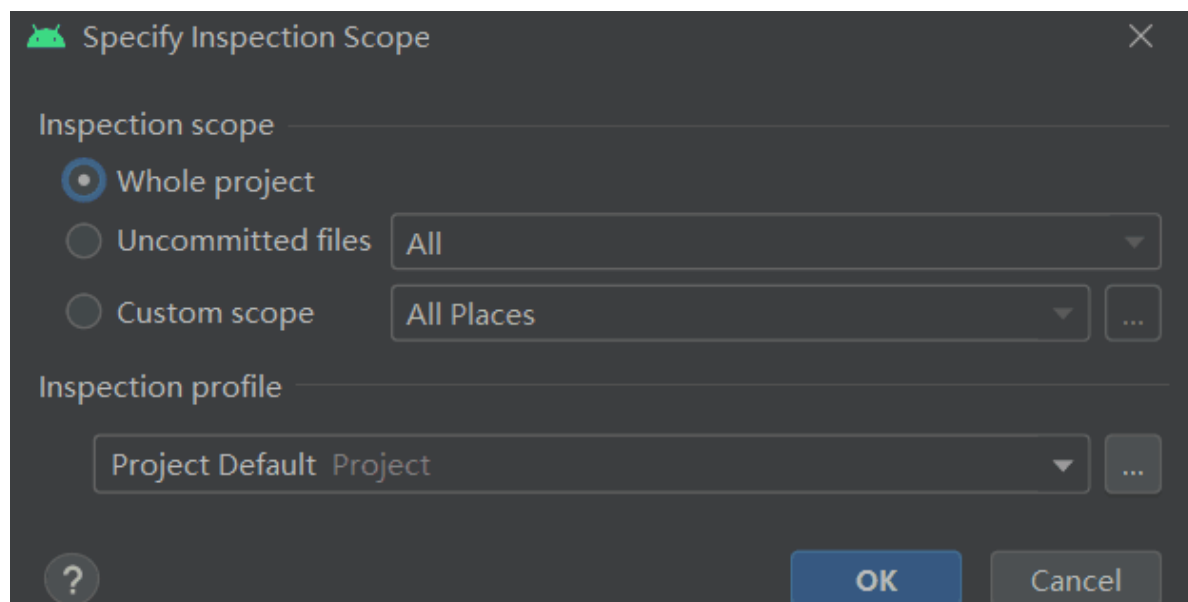 Specify Inspection Scope
Inspection scope
Whole project
Uncommitted files All
Custom scope All Places ...
Inspection profile
Project Default Project ...
? OK Cancel